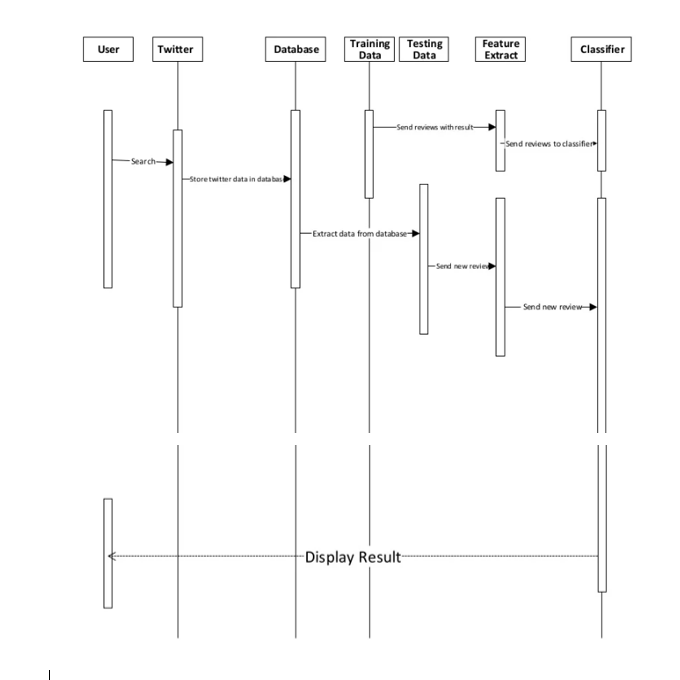 User
Twitter
Database
Training
Data
Testing
Data
Feature
Extract
Classifier
Send reviews with result
Send reviews to classifier
Search
Store twitter data in databas
Extract data from database
Send new review
Send new review
Display Result